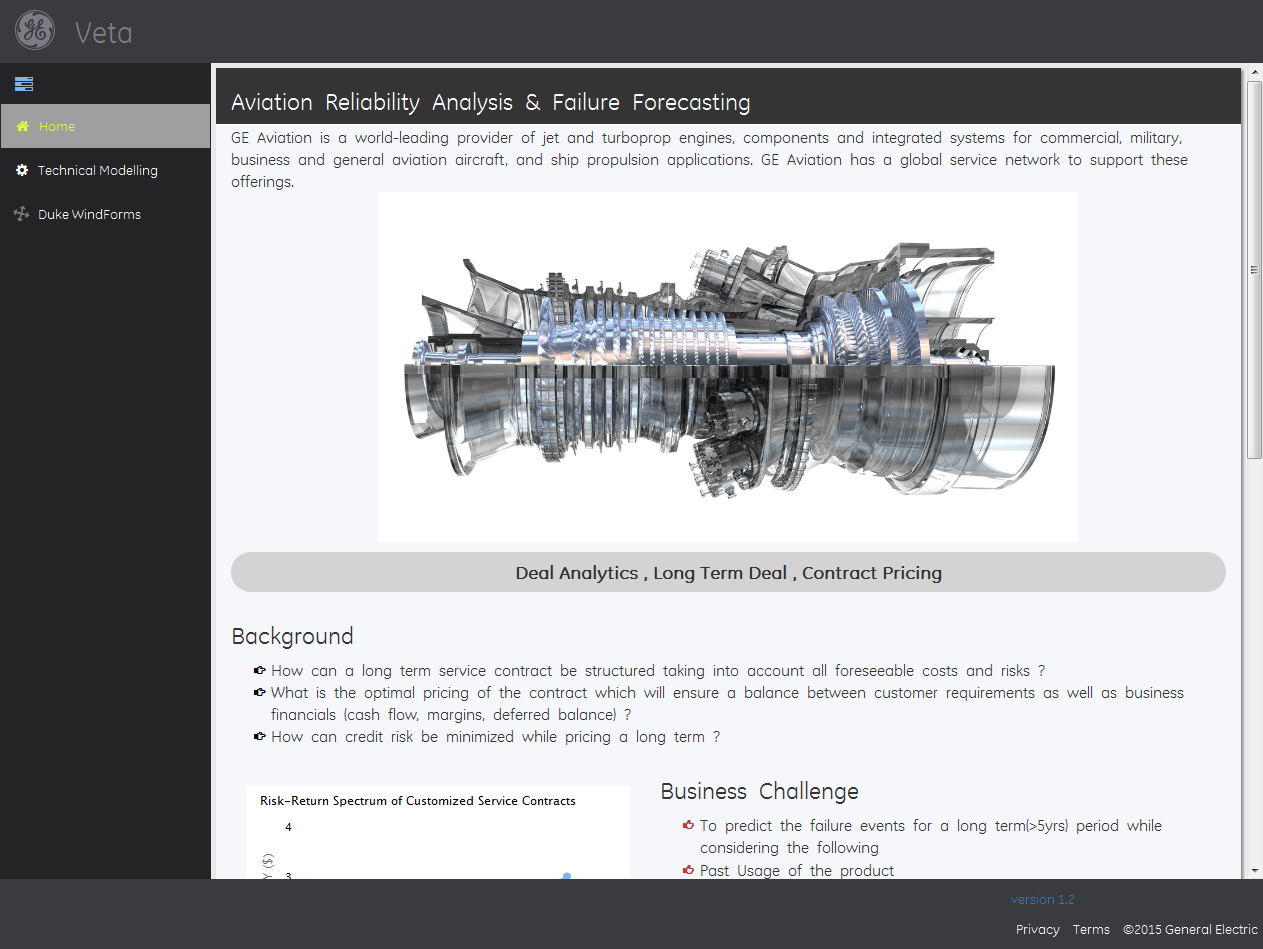 GE Veta
Home
Technical Modelling
Duke WindForms
Aviation Reliability Analysis & Failure Forecasting
GE Aviation is a world-leading provider of jet and turboprop engines, components and integrated systems for commercial, military,
business and general aviation aircraft, and ship propulsion applications. GE Aviation has a global service network to support these
offerings.
Deal Analytics , Long Term Deal , Contract Pricing
Background
How can a long term service contract be structured taking into account all foreseeable costs and risks ?
What is the optimal pricing of the contract which will ensure a balance between customer requirements as well as business
financials (cash flow, margins, deferred balance) ?
How can credit risk be minimized while pricing a long term ?
Risk-Return Spectrum of Customized Service Contracts
4
3
Y ($)
Business Challenge
To predict the failure events for a long term(>5yrs) period while
considering the following
Past Usage of the product
version 1.2
Privacy Terms ©2015 General Electric